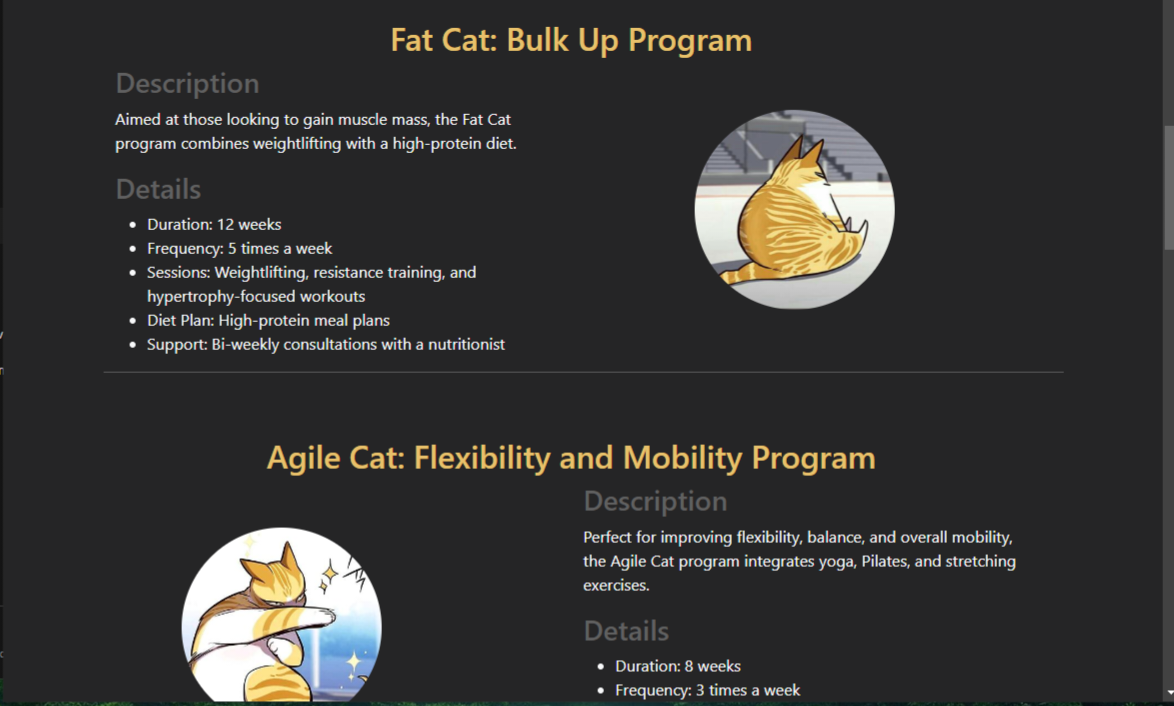 Fat Cat: Bulk Up Program
Description
Aimed at those looking to gain muscle mass, the Fat Cat
program combines weightlifting with a high-protein diet.
Details
Duration: 12 weeks
Frequency: 5 times a week
Sessions: Weightlifting, resistance training, and
hypertrophy-focused workouts
Diet Plan: High-protein meal plans
Support: Bi-weekly consultations with a nutritionist
Agile Cat: Flexibility and Mobility Program
Description
Perfect for improving flexibility, balance, and overall mobility,
the Agile Cat program integrates yoga, Pilates, and stretching
exercises.
Details
Duration: 8 weeks
Frequency: 3 times a week